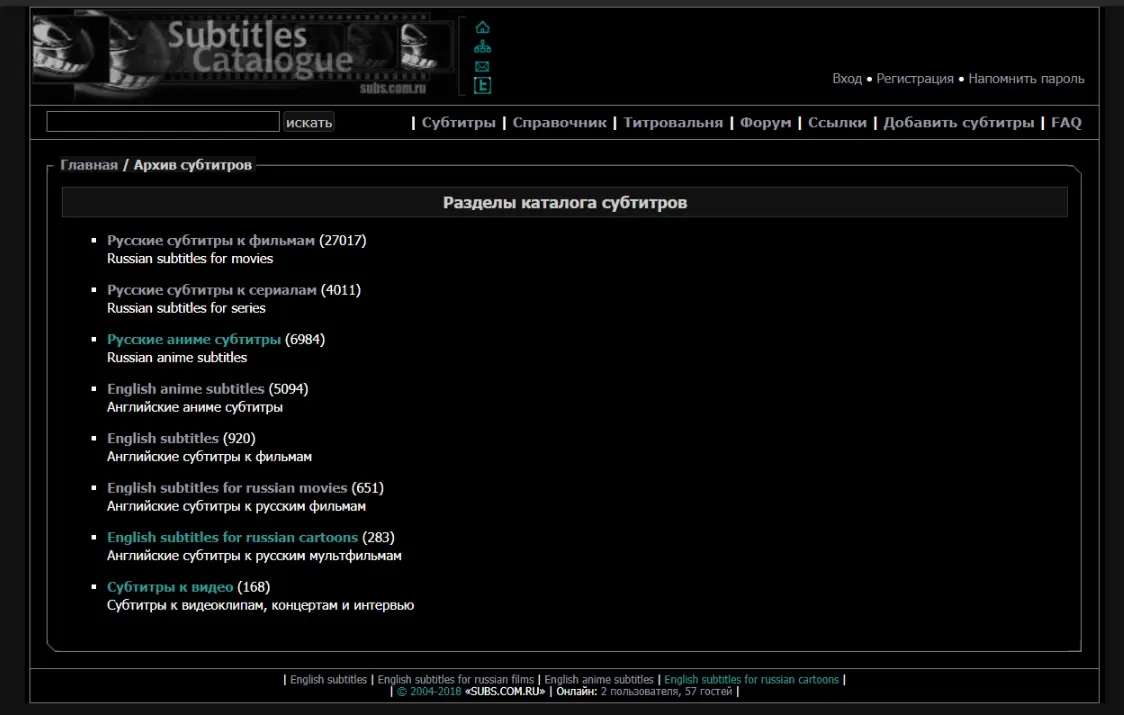 Subtitles
Catalogue
subs.com.ru
Вход • Регистрация • Напомнить пароль
искать
| Субтитры | Справочник | Титровальня | Форум | Ссылки | Добавить субтитры | FAQ
Главная / Архив субтитров
Разделы каталога субтитров
Русские субтитры к фильмам (27017)
Russian subtitles for movies
Русские субтитры к сериалам (4011)
Russian subtitles for series
Русские аниме субтитры (6984)
Russian anime subtitles
English anime subtitles (5094)
Английские аниме субтитры
English subtitles (920)
Английские субтитры к фильмам
English subtitles for russian movies (651)
Английские субтитры к русским фильмам
English subtitles for russian cartoons (283)
Английские субтитры к русским мультфильмам
Субтитры к видео (168)
Субтитры к видеоклипам, концертам и интервью
| English subtitles | English subtitles for russian films | English anime subtitles | English subtitles for russian cartoons |
| © 2004-2018 «SUBS.COM.RU» | Онлайн: 2 пользователя, 57 гостей |